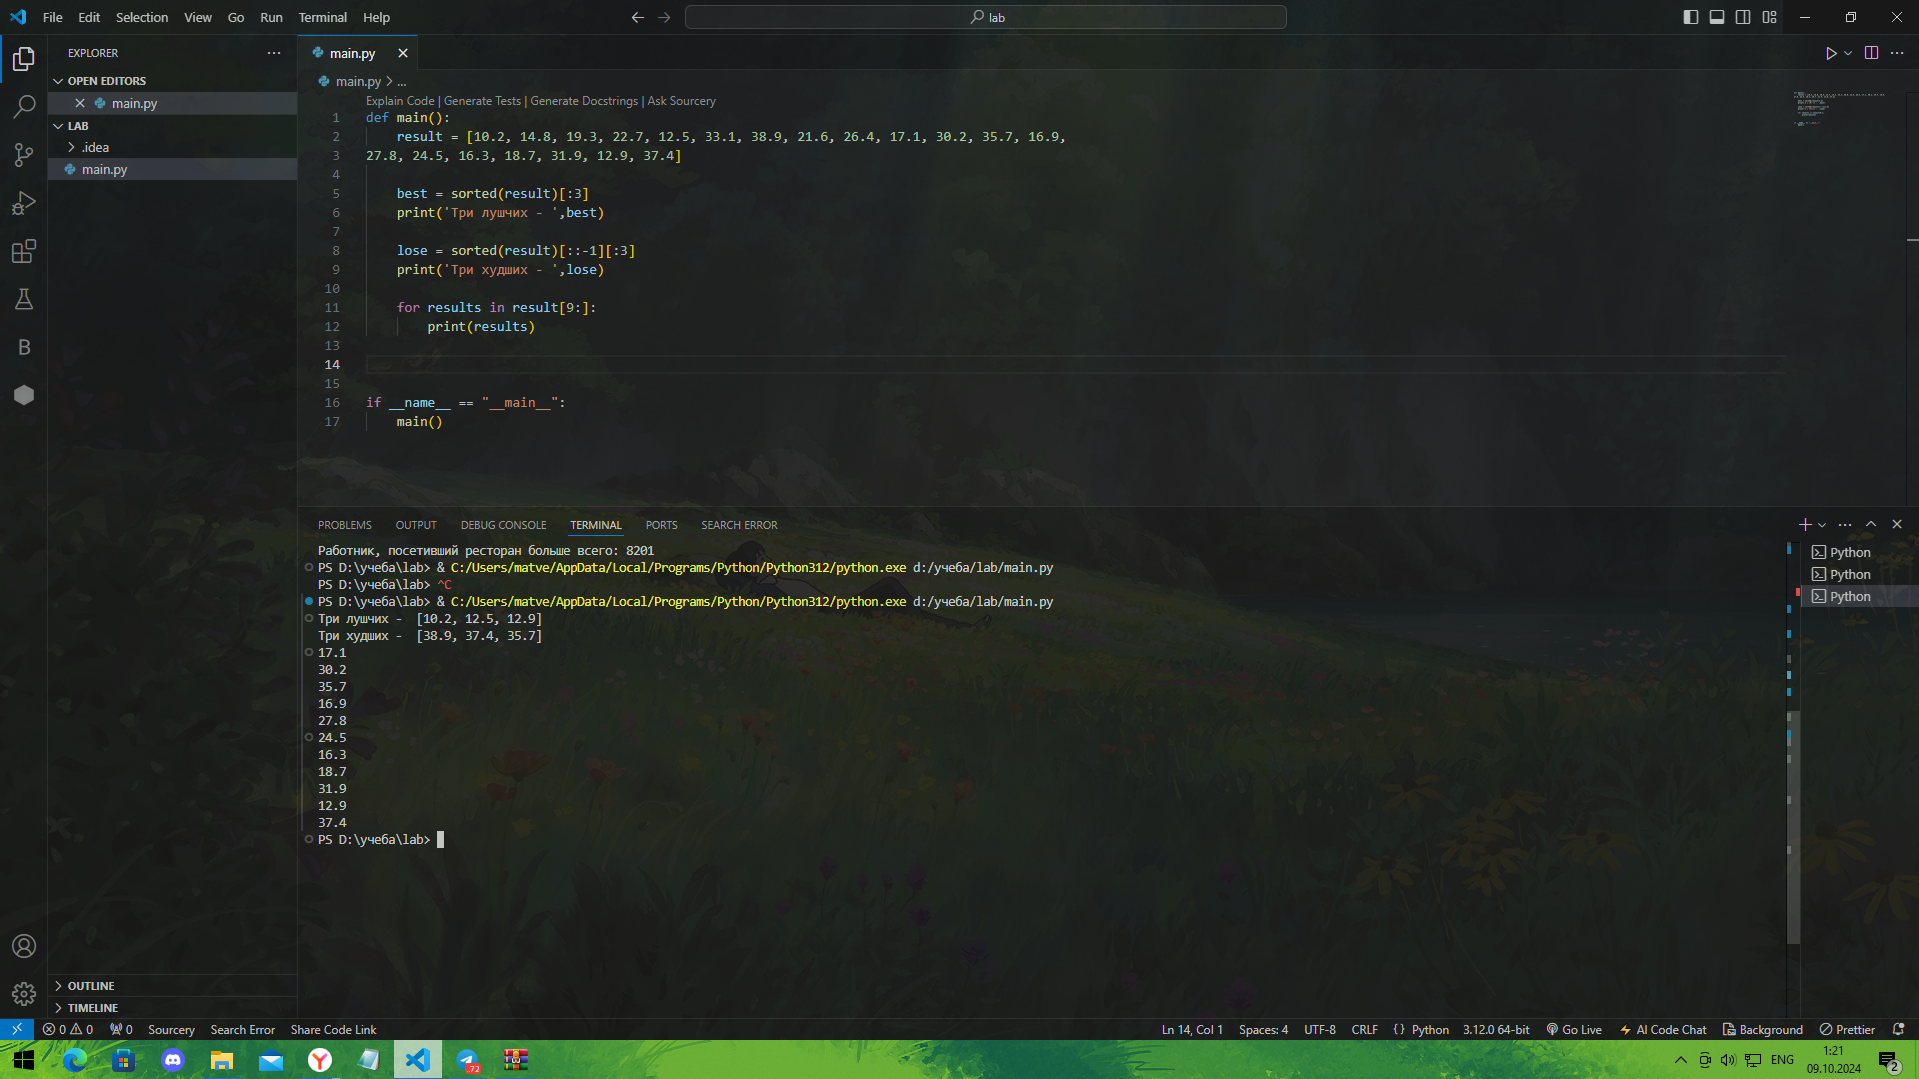 File Edit Selection View Go Run Terminal Help
lab
EXPLORER
OPEN EDITORS
main.py
LAB
.idea
main.py
main.py
main.py > ...
Explain Code | Generate Tests | Generate Docstrings | Ask Sourcery
1 def main():
2 result = [10.2, 14.8, 19.3, 22.7, 12.5, 33.1, 38.9, 21.6, 26.4, 17.1, 30.2, 35.7, 16.9,
3 27.8, 24.5, 16.3, 18.7, 31.9, 12.9, 37.4]
4
5 best = sorted(result)[:3]
6 print('Три лушчих - ',best)
7
8 lose = sorted(result)[::-1][:3]
9 print('Три худших - ',lose)
10
11 for results in result[9:]:
12 print(results)
13
14
15
16 if __name__ == "__main__":
17 main()
PROBLEMS OUTPUT DEBUG CONSOLE TERMINAL PORTS SEARCH ERROR
Работник, посетивший ресторан больше всего: 8201
PS D:\учеба\lab> & C:/Users/matve/AppData/Local/Programs/Python/Python312/python.exe d:/учеба/lab/main.py
PS D:\учеба\lab> ^C
PS D:\учеба\lab> & C:/Users/matve/AppData/Local/Programs/Python/Python312/python.exe d:/учеба/lab/main.py
Три лушчих -  [10.2, 12.5, 12.9]
Три худших -  [38.9, 37.4, 35.7]
17.1
30.2
35.7
16.9
27.8
24.5
16.3
18.7
31.9
12.9
37.4
PS D:\учеба\lab>
Python
Python
Python
OUTLINE
TIMELINE
0 0 0 Sourcery Search Error Share Code Link
Ln 14, Col 1 Spaces: 4 UTF-8 CRLF {} Python 3.12.0 64-bit Go Live AI Code Chat Background Prettier
72
ENG
1:21
09.10.2024
2